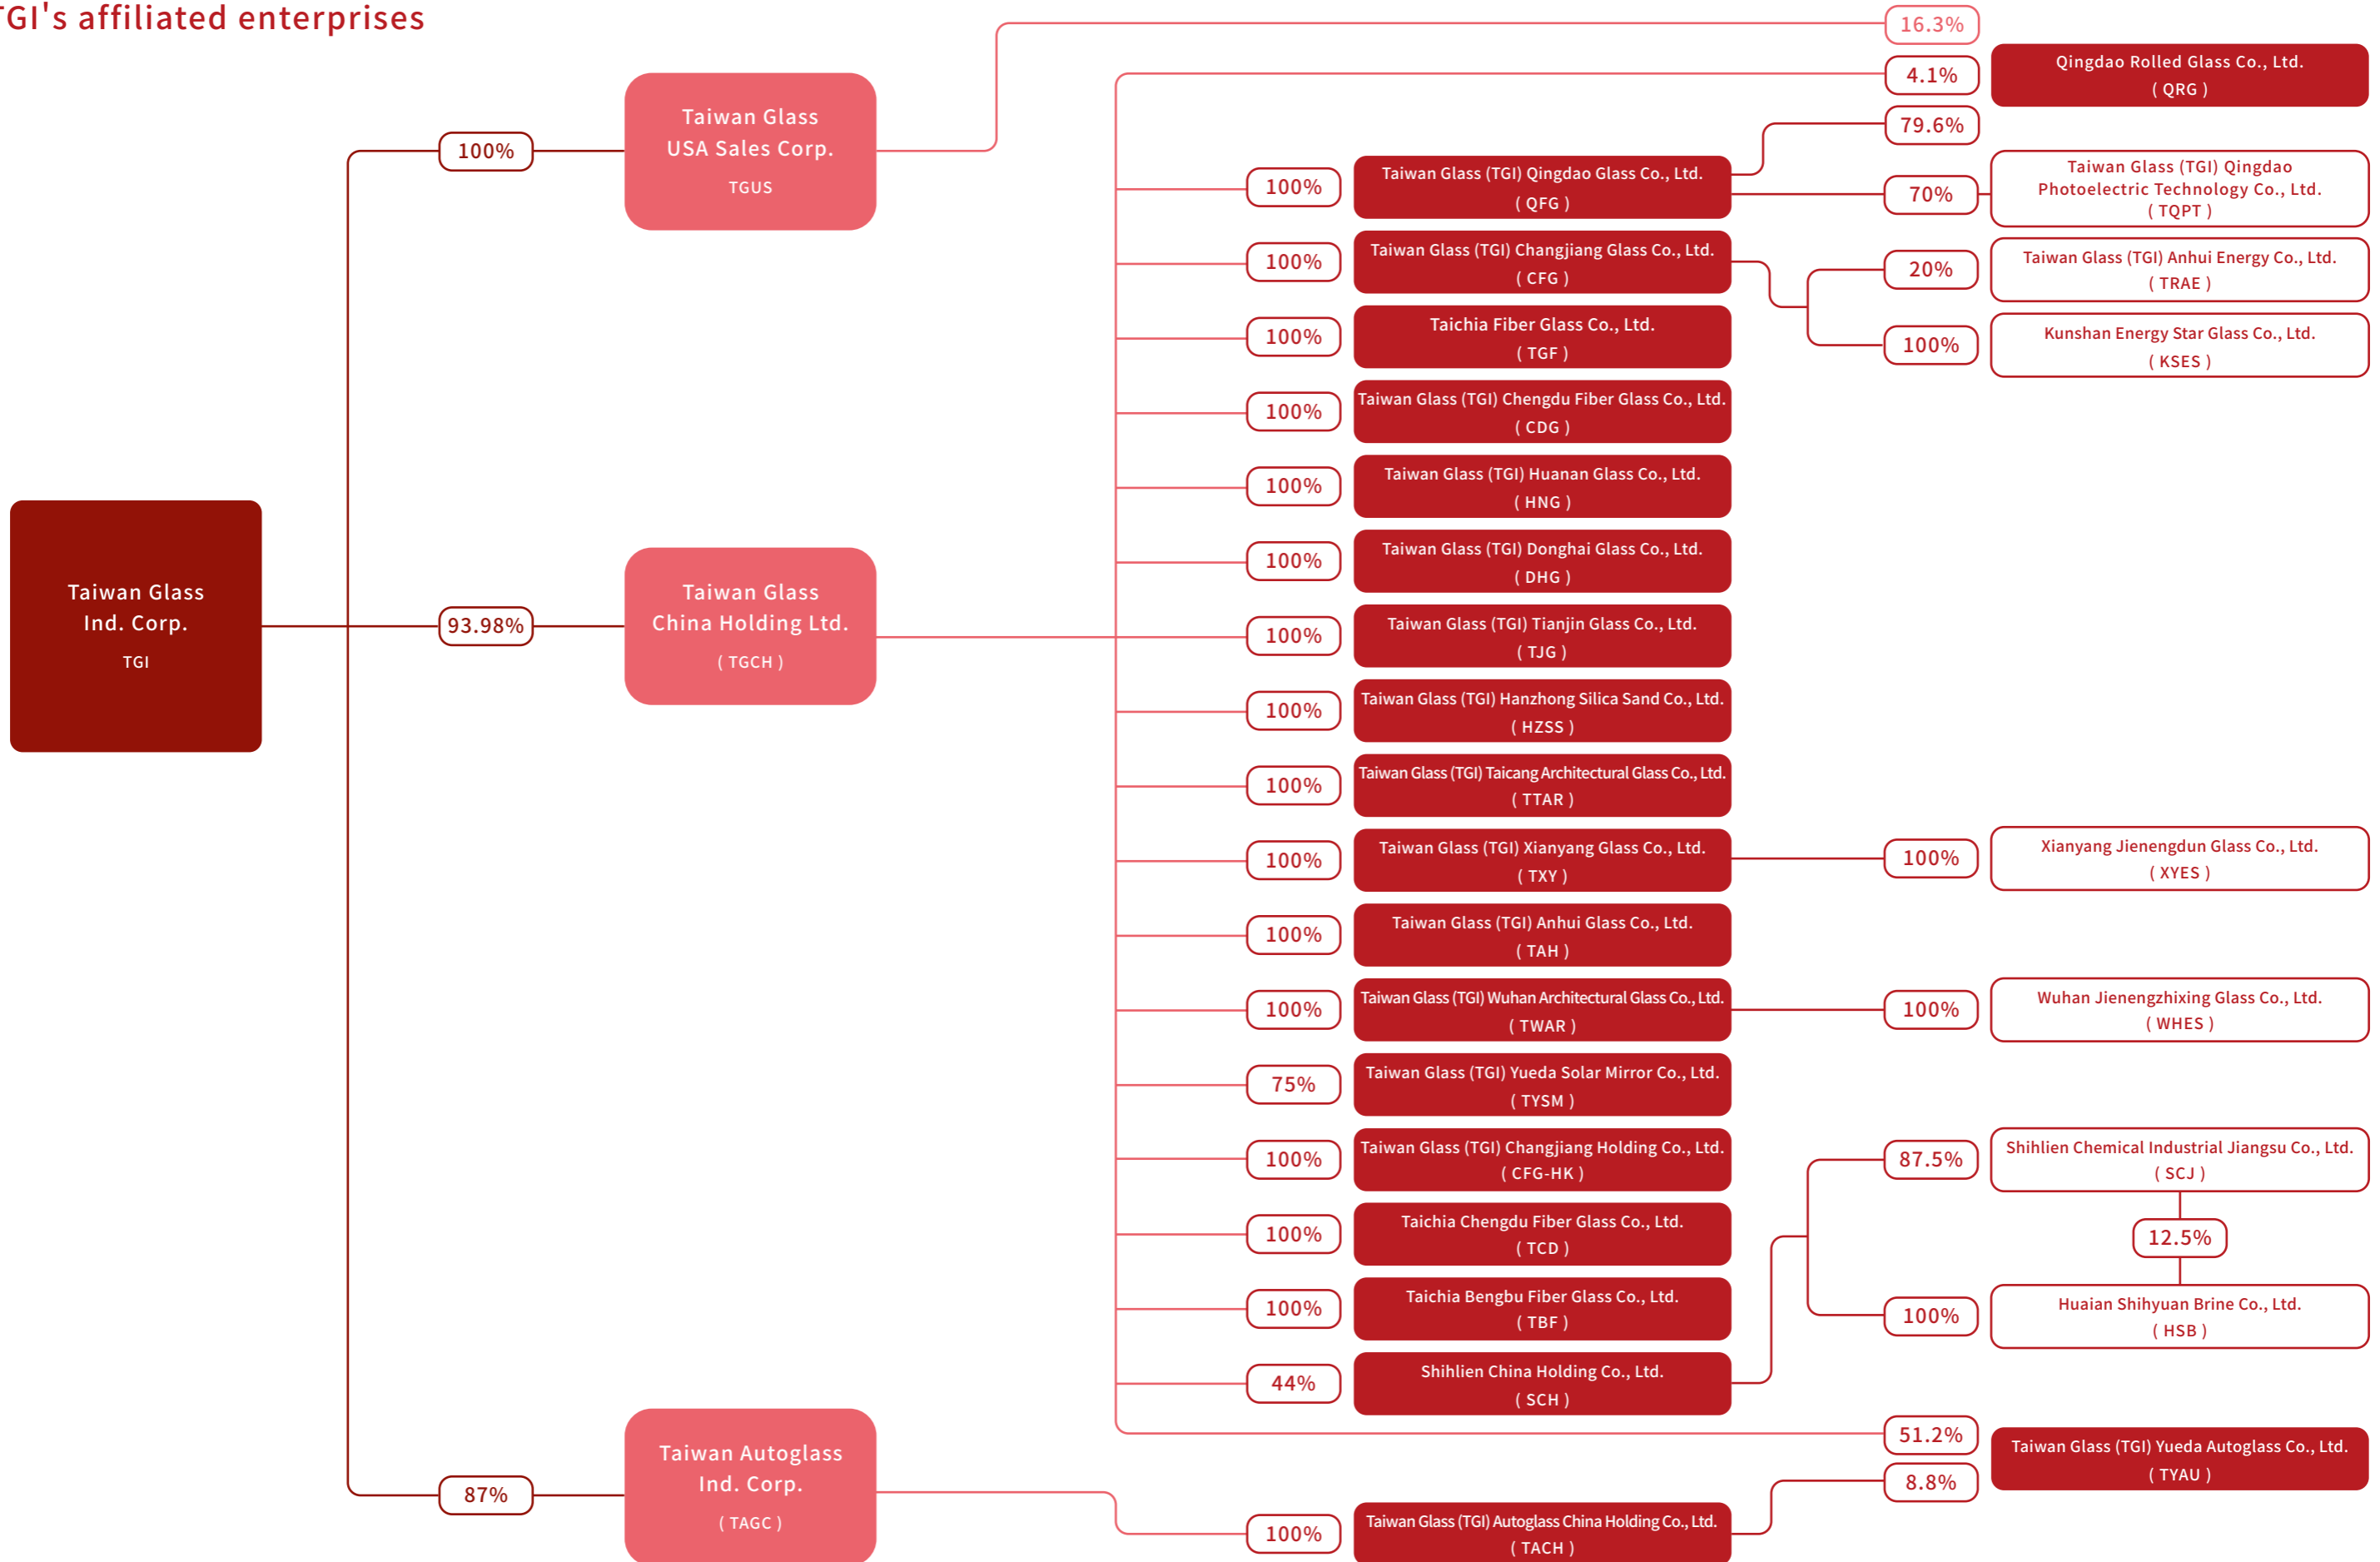 TGI's affiliated enterprises
Taiwan Glass
Ind. Corp.
TGI
100%
Taiwan Glass
USA Sales Corp.
TGUS
93.98%
Taiwan Glass
China Holding Ltd.
( TGCH )
87%
Taiwan Autoglass
Ind. Corp.
( TAGC )
16.3%
4.1%
79.6%
Qingdao Rolled Glass Co., Ltd.
( QRG )
100%
Taiwan Glass (TGI) Qingdao Glass Co., Ltd.
( QFG )
70%
Taiwan Glass (TGI) Qingdao
Photoelectric Technology Co., Ltd.
( TQPT )
100%
Taiwan Glass (TGI) Changjiang Glass Co., Ltd.
( CFG )
20%
Taiwan Glass (TGI) Anhui Energy Co., Ltd.
( TRAE )
100%
Kunshan Energy Star Glass Co., Ltd.
( KSES )
100%
Taichia Fiber Glass Co., Ltd.
( TGF )
100%
Taiwan Glass (TGI) Chengdu Fiber Glass Co., Ltd.
( CDG )
100%
Taiwan Glass (TGI) Huanan Glass Co., Ltd.
( HNG )
100%
Taiwan Glass (TGI) Donghai Glass Co., Ltd.
( DHG )
100%
Taiwan Glass (TGI) Tianjin Glass Co., Ltd.
( TJG )
100%
Taiwan Glass (TGI) Hanzhong Silica Sand Co., Ltd.
( HZSS )
100%
Taiwan Glass (TGI) Taicang Architectural Glass Co., Ltd.
( TTAR )
100%
Taiwan Glass (TGI) Xianyang Glass Co., Ltd.
( TXY )
100%
Xianyang Jienengdun Glass Co., Ltd.
( XYES )
100%
Taiwan Glass (TGI) Anhui Glass Co., Ltd.
( TAH )
100%
Taiwan Glass (TGI) Wuhan Architectural Glass Co., Ltd.
( TWAR )
100%
Wuhan Jienengzhixing Glass Co., Ltd.
( WHES )
75%
Taiwan Glass (TGI) Yueda Solar Mirror Co., Ltd.
( TYSM )
100%
Taiwan Glass (TGI) Changjiang Holding Co., Ltd.
( CFG-HK )
100%
Taichia Chengdu Fiber Glass Co., Ltd.
( TCD )
100%
Taichia Bengbu Fiber Glass Co., Ltd.
( TBF )
44%
Shihlien China Holding Co., Ltd.
( SCH )
87.5%
Shihlien Chemical Industrial Jiangsu Co., Ltd.
( SCJ )
12.5%
100%
Huaian Shihyuan Brine Co., Ltd.
( HSB )
51.2%
8.8%
Taiwan Glass (TGI) Yueda Autoglass Co., Ltd.
( TYAU )
100%
Taiwan Glass (TGI) Autoglass China Holding Co., Ltd.
( TACH )